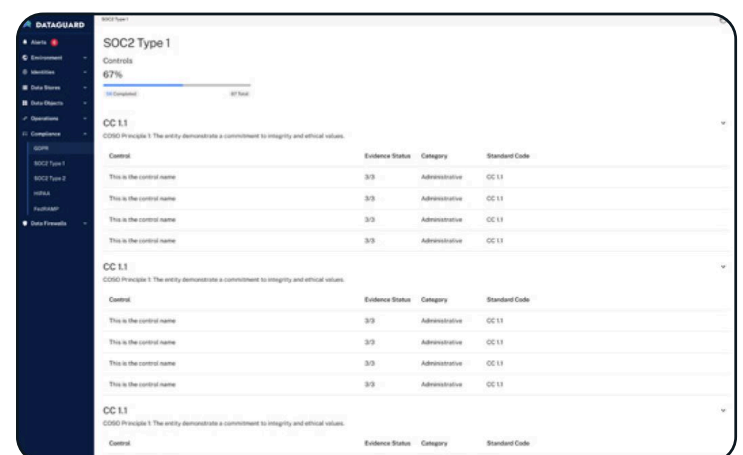 DATAGUARD
Alerts
Environment
Identities
Data Stores
Data Objects
Operations
Compliance
GDPR
SOC2 Type 1
SOC2 Type 2
HIPAA
FedRAMP
Data Firewalls
SOC2 Type 1
SOC2 Type 1
Controls
67%
Completed 67 Total
CC 1.1
COSO Principle 1: The entity demonstrate a commitment to integrity and ethical values.
Control Evidence Status Category Standard Code
This is the control name 3/3 Administrative CC 1.1
This is the control name 3/3 Administrative CC 1.1
This is the control name 3/3 Administrative CC 1.1
This is the control name 3/3 Administrative CC 1.1
CC 1.1
COSO Principle 1: The entity demonstrate a commitment to integrity and ethical values.
Control Evidence Status Category Standard Code
This is the control name 3/3 Administrative CC 1.1
This is the control name 3/3 Administrative CC 1.1
This is the control name 3/3 Administrative CC 1.1
This is the control name 3/3 Administrative CC 1.1
CC 1.1
COSO Principle 1: The entity demonstrate a commitment to integrity and ethical values.
Control Evidence Status Category Standard Code